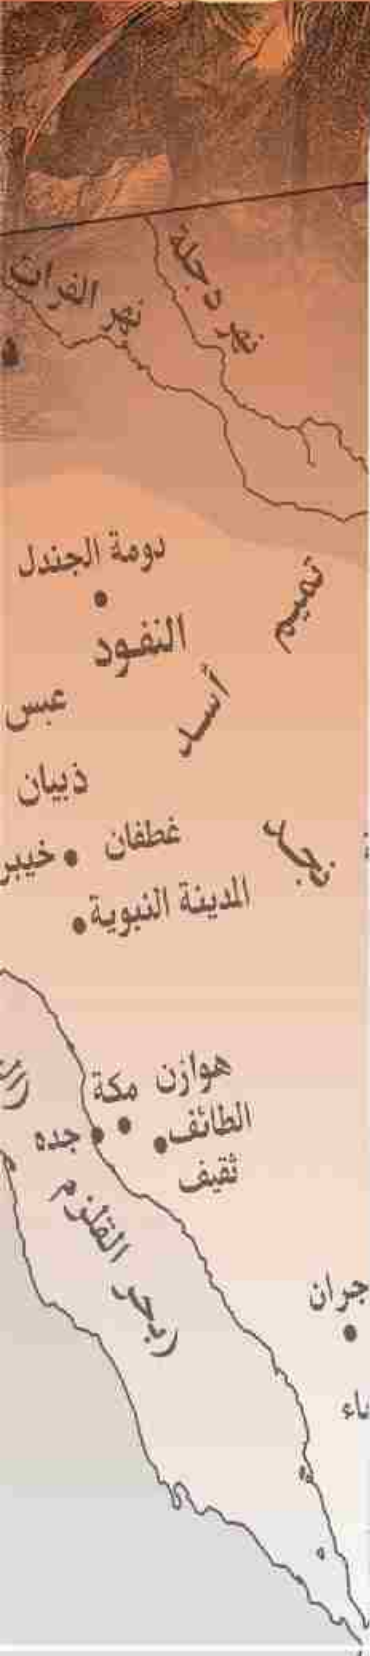 نهر دجلة
نهر الفرات
دومة الجندل
النفود
تميم
أسد
عبس
ذبيان
غطفان
خيبر
نجد
المدينة النبوية
هوازن
مكة
الطائف
جده
ثقيف
(بحر القلزم
جران